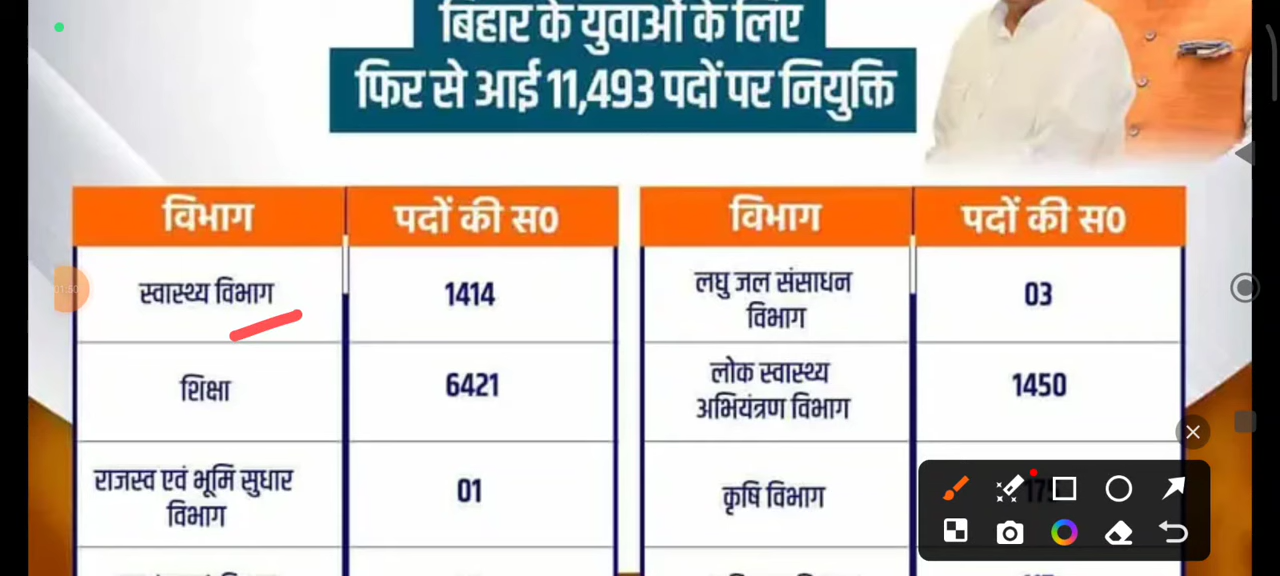 बिहार के युवाओं के लिए
फिर से आई 11,493 पदों पर नियुक्ति
विभाग
पदों की स0
विभाग
पदों की स0
स्वास्थ्य विभाग
1414
लघु जल संसाधन
विभाग
03
शिक्षा
6421
लोक स्वास्थ्य
अभियंत्रण विभाग
1450
राजस्व एवं भूमि सुधार
विभाग
01
कृषि विभाग